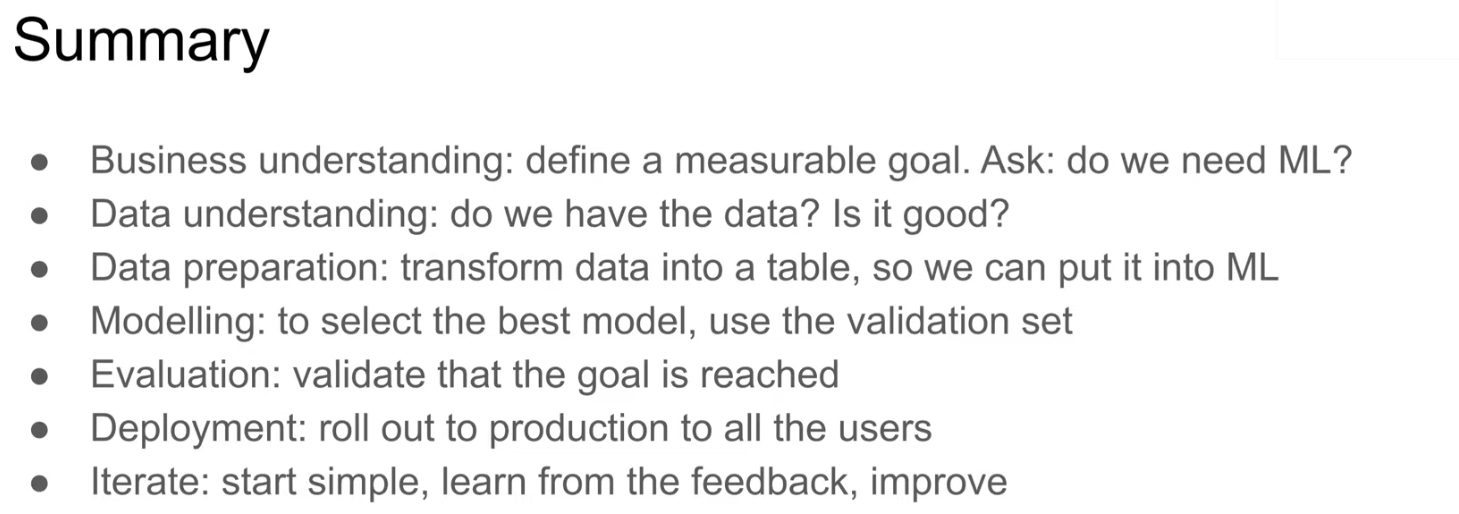 Summary
● Business understanding: define a measurable goal. Ask: do we need ML?
● Data understanding: do we have the data? Is it good?
● Data preparation: transform data into a table, so we can put it into ML
● Modelling: to select the best model, use the validation set
● Evaluation: validate that the goal is reached
● Deployment: roll out to production to all the users
● Iterate: start simple, learn from the feedback, improve